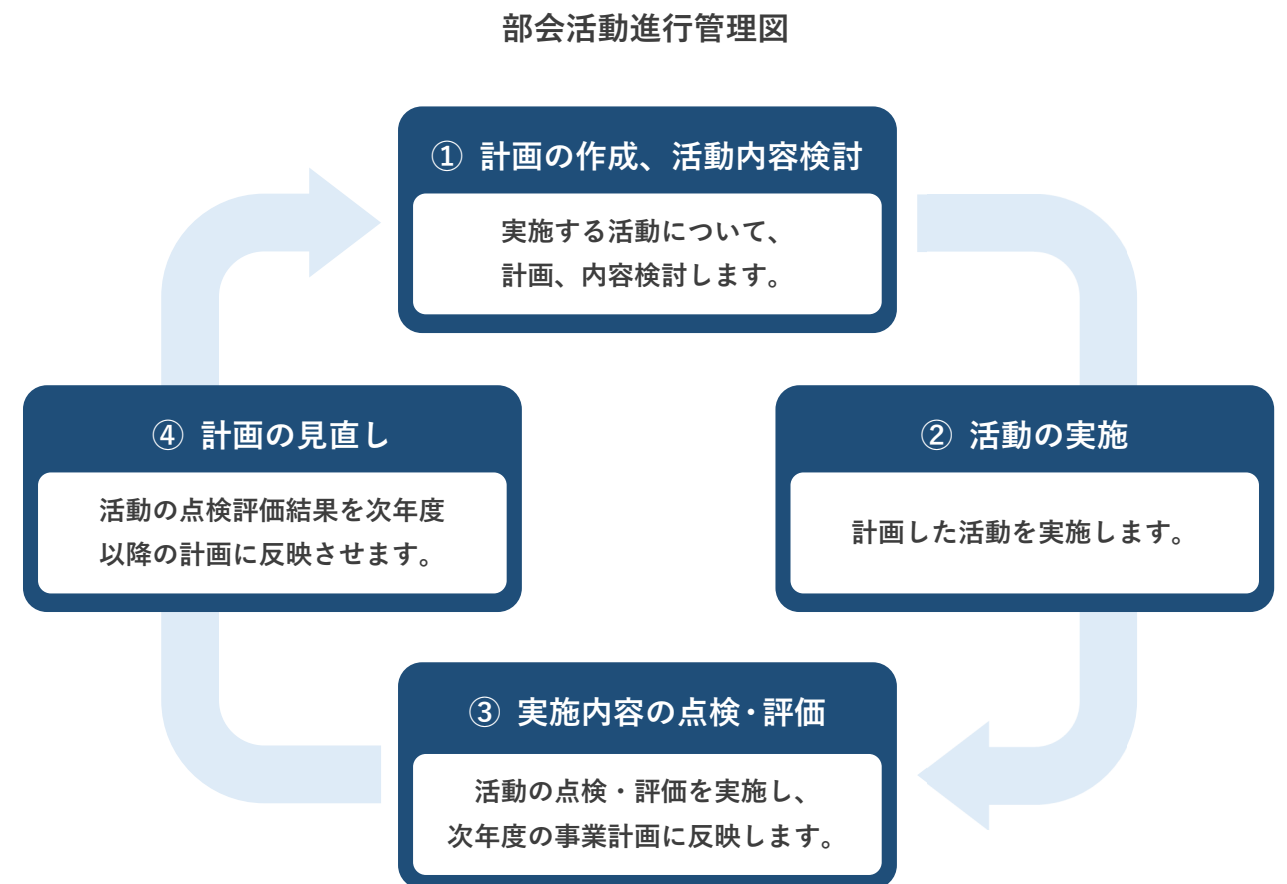 部会活動進行管理図
① 計画の作成、活動内容検討
実施する活動について、
計画、内容検討します。
② 活動の実施
計画した活動を実施します。
③ 実施内容の点検・評価
活動の点検・評価を実施し、
次年度の事業計画に反映します。
④ 計画の見直し
活動の点検評価結果を次年度
以降の計画に反映させます。